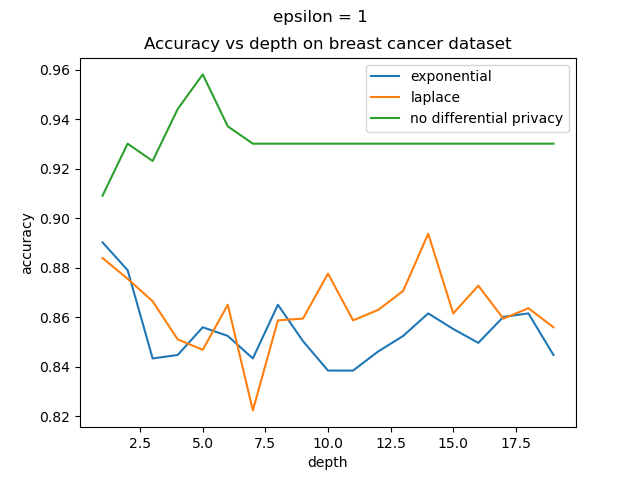 epsilon = 1
Accuracy vs depth on breast cancer dataset
exponential
laplace
no differential privacy
accuracy
0.96
0.94
0.92
0.90
0.88
0.86
0.84
0.82
2.5 5.0 7.5 10.0 12.5 15.0 17.5
depth